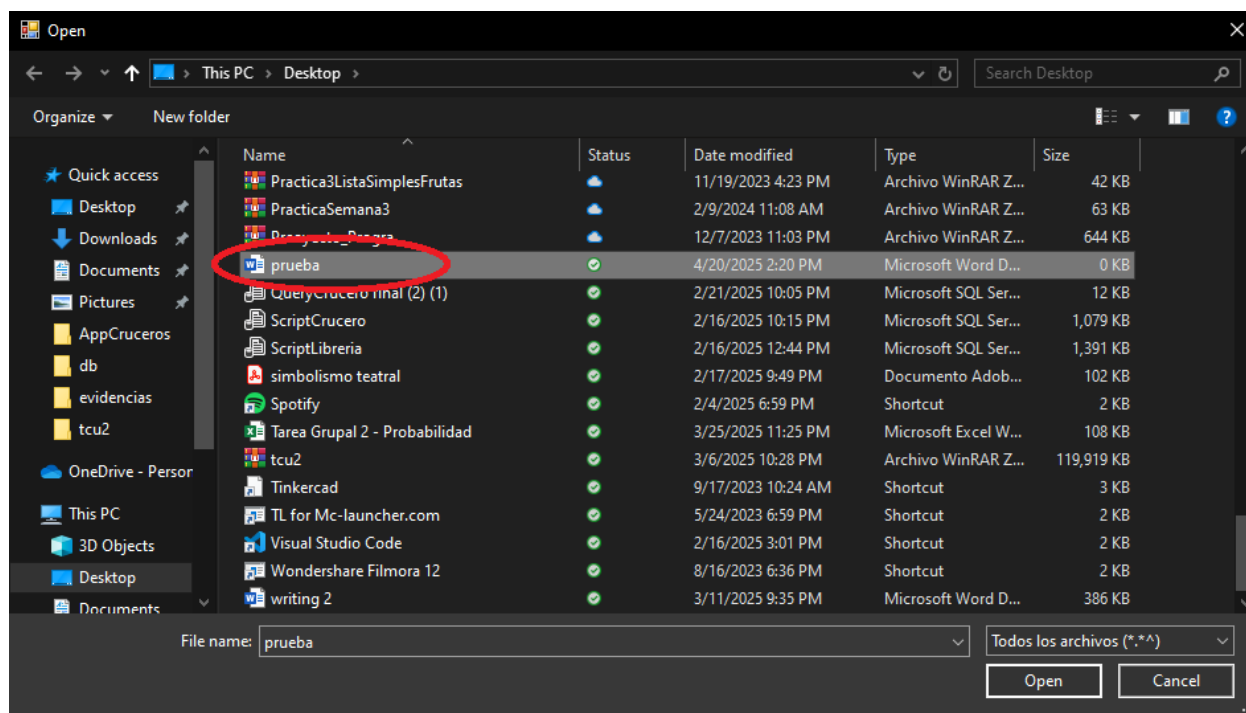 Open
This PC > Desktop >
Search Desktop
Organize
New folder
Name Status Date modified Type Size
Quick access
Desktop
Downloads
Documents
Pictures
AppCruceros
db
evidencias
tcu2
OneDrive - Person
This PC
3D Objects
Desktop
Documents
Practica3ListaSimplesFrutas 11/19/2023 4:23 PM Archivo WinRAR Z... 42 KB
PracticaSemana3 2/9/2024 11:08 AM Archivo WinRAR Z... 63 KB
12/7/2023 11:03 PM Archivo WinRAR Z... 644 KB
prueba 4/20/2025 2:20 PM Microsoft Word D... 0 KB
QueryCrucero final (2) (1) 2/21/2025 10:05 PM Microsoft SQL Ser... 12 KB
ScriptCrucero 2/16/2025 10:15 PM Microsoft SQL Ser... 1,079 KB
ScriptLibreria 2/16/2025 12:44 PM Microsoft SQL Ser... 1,391 KB
simbolismo teatral 2/17/2025 9:49 PM Documento Adob... 102 KB
Spotify 2/4/2025 6:59 PM Shortcut 2 KB
Tarea Grupal 2 - Probabilidad 3/25/2025 11:25 PM Microsoft Excel W... 108 KB
tcu2 3/6/2025 10:28 PM Archivo WinRAR Z... 119,919 KB
Tinkercad 9/17/2023 10:24 AM Shortcut 3 KB
TL for Mc-launcher.com 5/24/2023 6:59 PM Shortcut 2 KB
Visual Studio Code 2/16/2025 3:01 PM Shortcut 2 KB
Wondershare Filmora 12 8/16/2023 6:36 PM Shortcut 2 KB
writing 2 3/11/2025 9:35 PM Microsoft Word D... 386 KB
File name: prueba
Todos los archivos (*.*^)
Open
Cancel